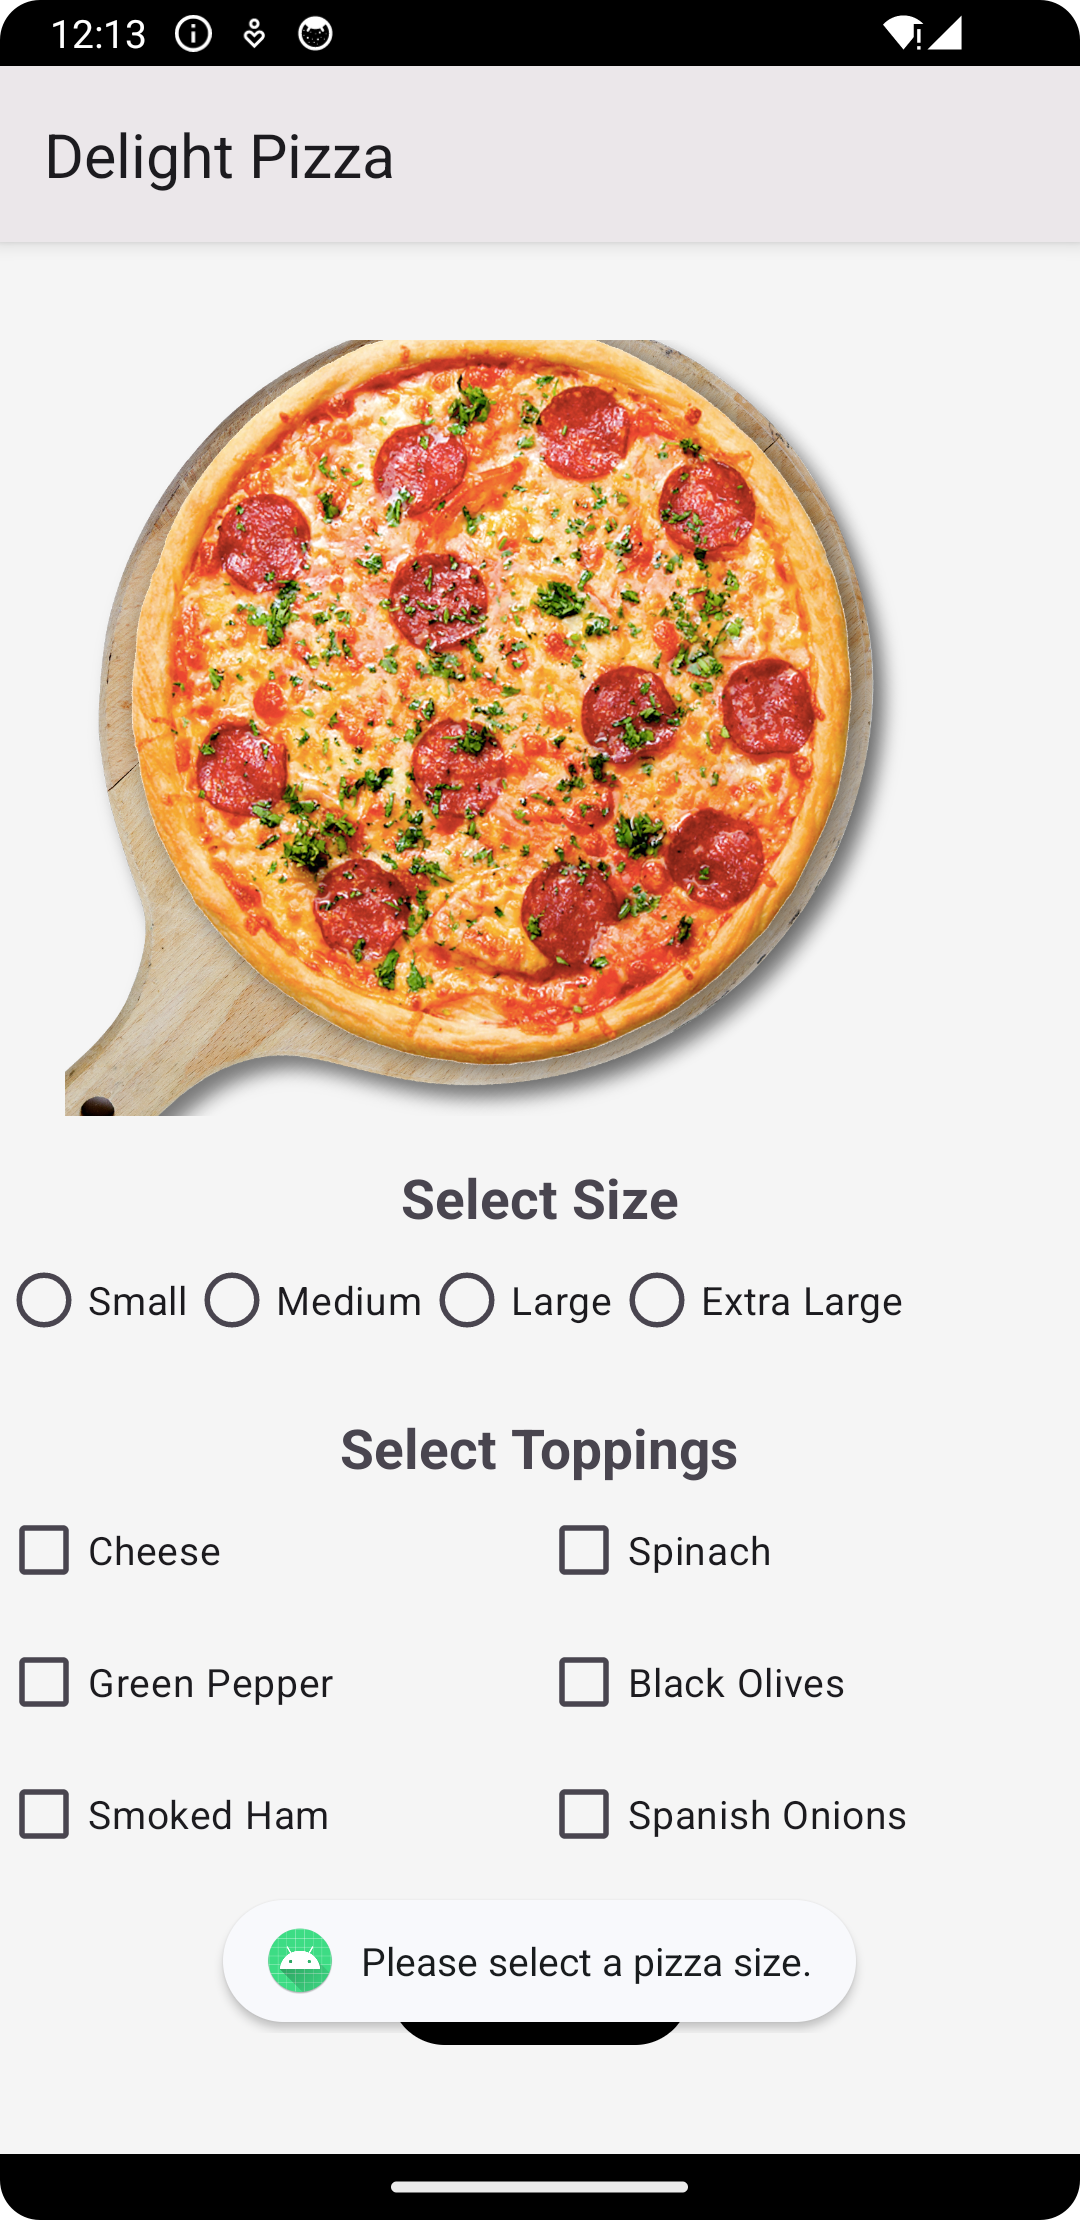 12:13
Delight Pizza
Select Size
Small Medium Large Extra Large
Select Toppings
Cheese Spinach
Green Pepper Black Olives
Smoked Ham Spanish Onions
Please select a pizza size.